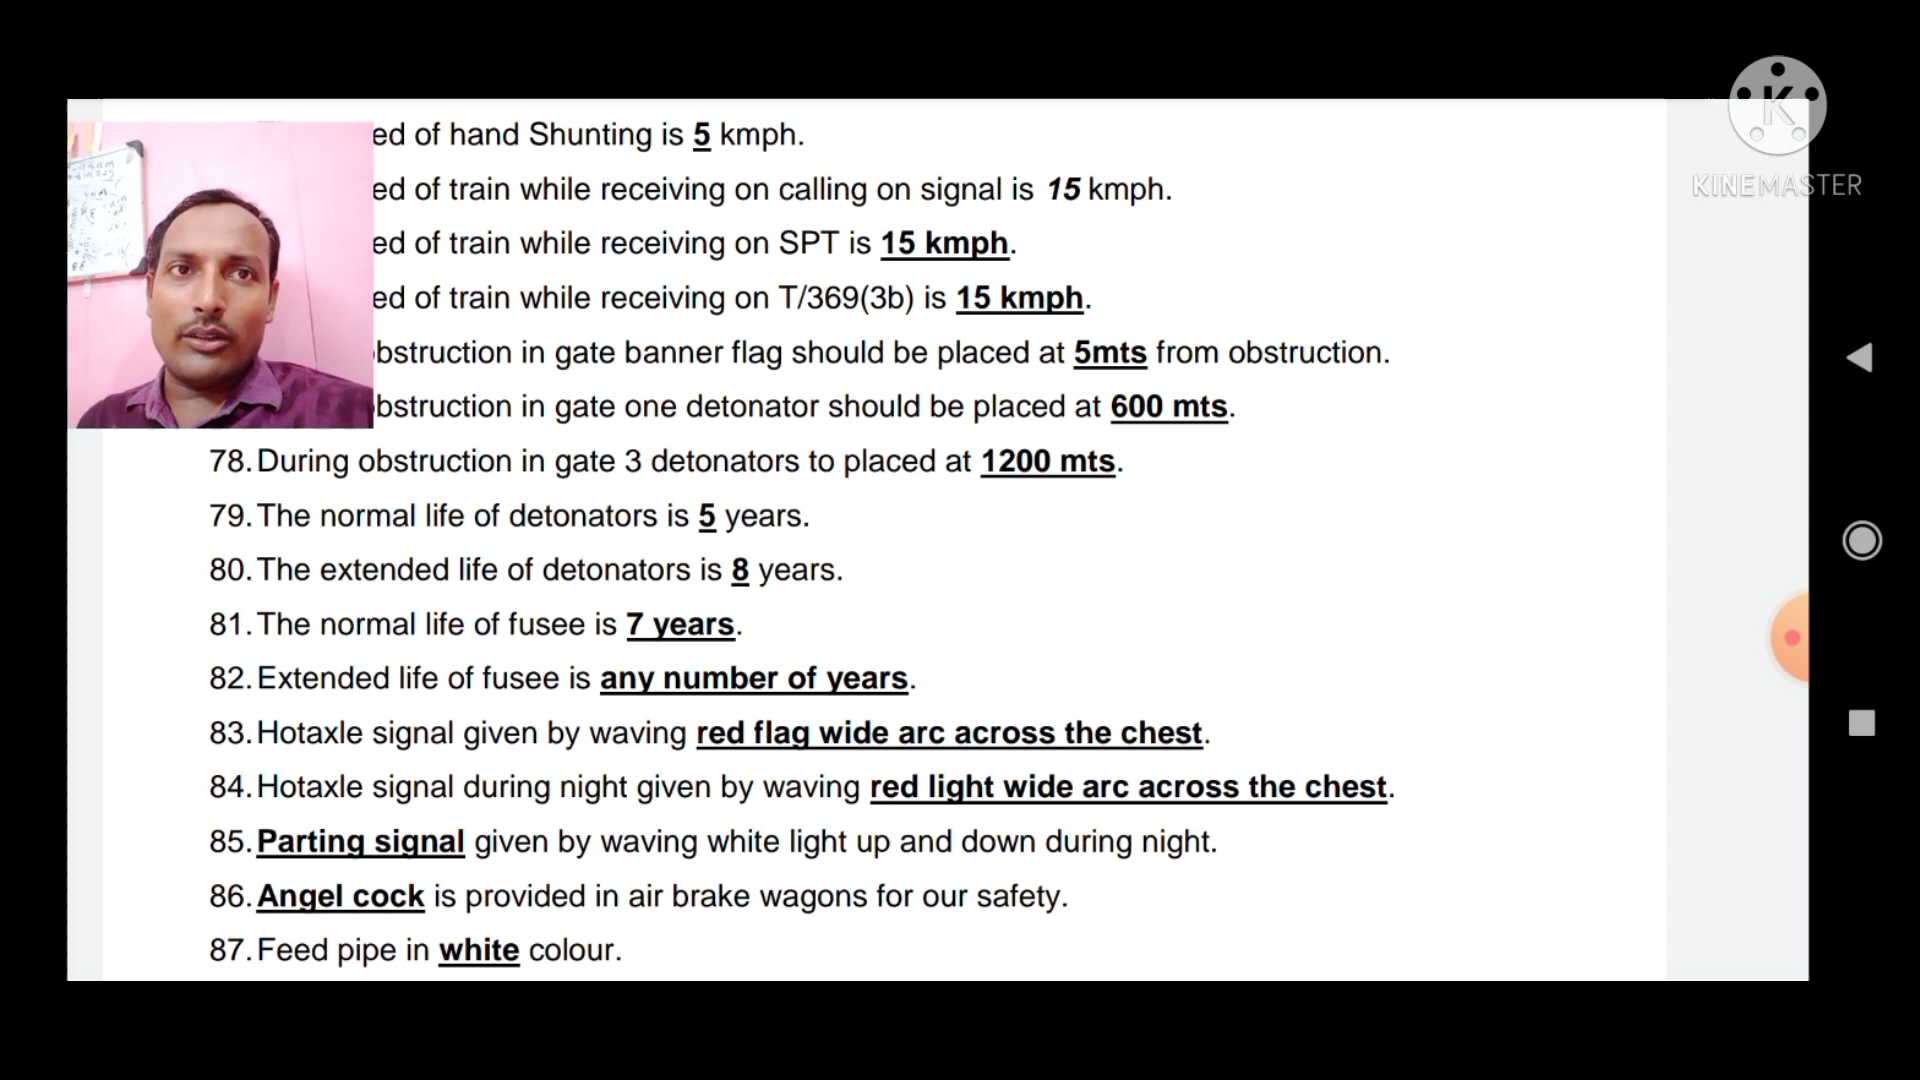 ed of hand Shunting is 5 kmph.
KINEMASTER
ed of train while receiving on calling on signal is 15 kmph.
ed of train while receiving on SPT is 15 kmph.
ed of train while receiving on T/369(3b) is 15 kmph.
bstruction in gate banner flag should be placed at 5mts from obstruction.
bstruction in gate one detonator should be placed at 600 mts.
78. During obstruction in gate 3 detonators to placed at 1200 mts.
79. The normal life of detonators is 5 years.
80. The extended life of detonators is 8 years.
81. The normal life of fusee is 7 years.
82. Extended life of fusee is any number of years.
83. Hotaxle signal given by waving red flag wide arc across the chest.
84. Hotaxle signal during night given by waving red light wide arc across the chest.
85. Parting signal given by waving white light up and down during night.
86. Angel cock is provided in air brake wagons for our safety.
87. Feed pipe in white colour.